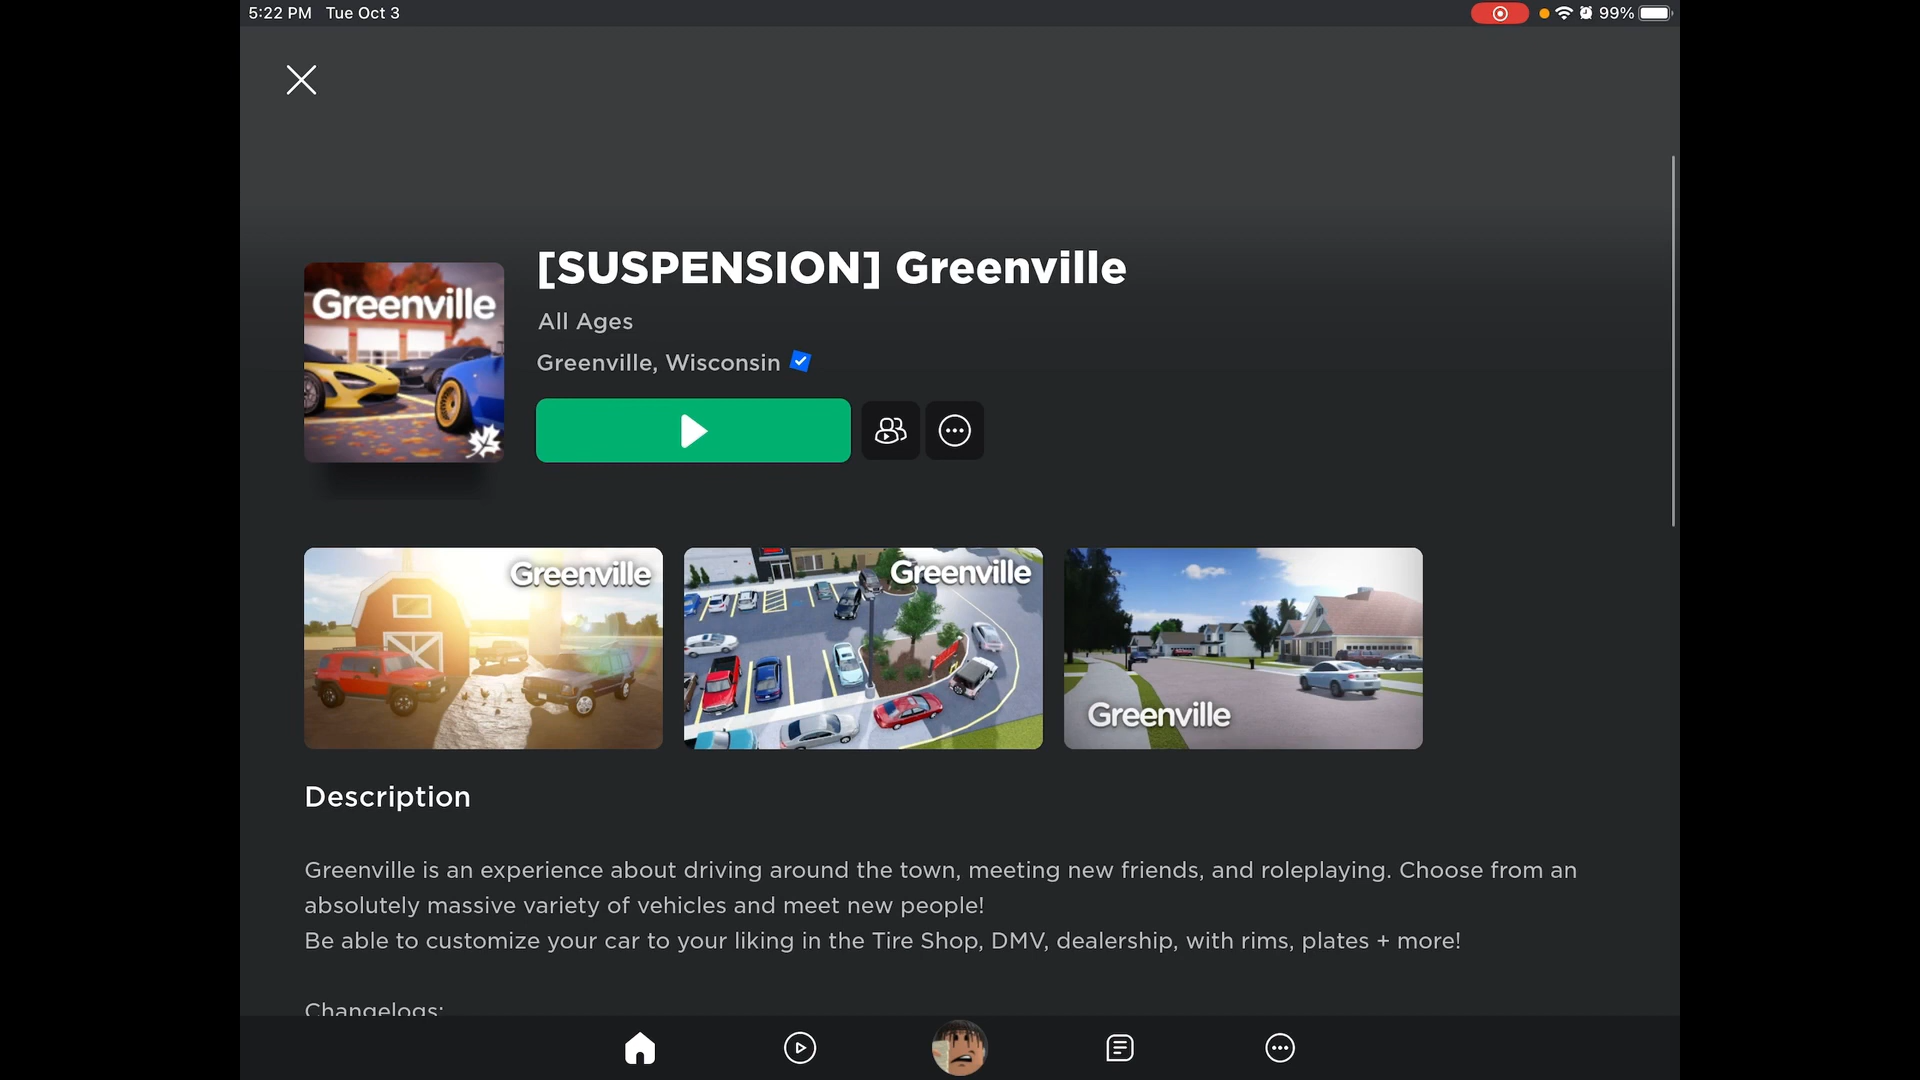 5:22 PM Tue Oct 3
99%
[SUSPENSION] Greenville
All Ages
Greenville, Wisconsin
Greenville
Greenville
Greenville
Greenville
Description
Greenville is an experience about driving around the town, meeting new friends, and roleplaying. Choose from an
absolutely massive variety of vehicles and meet new people!
Be able to customize your car to your liking in the Tire Shop, DMV, dealership, with rims, plates + more!
Changelogs: